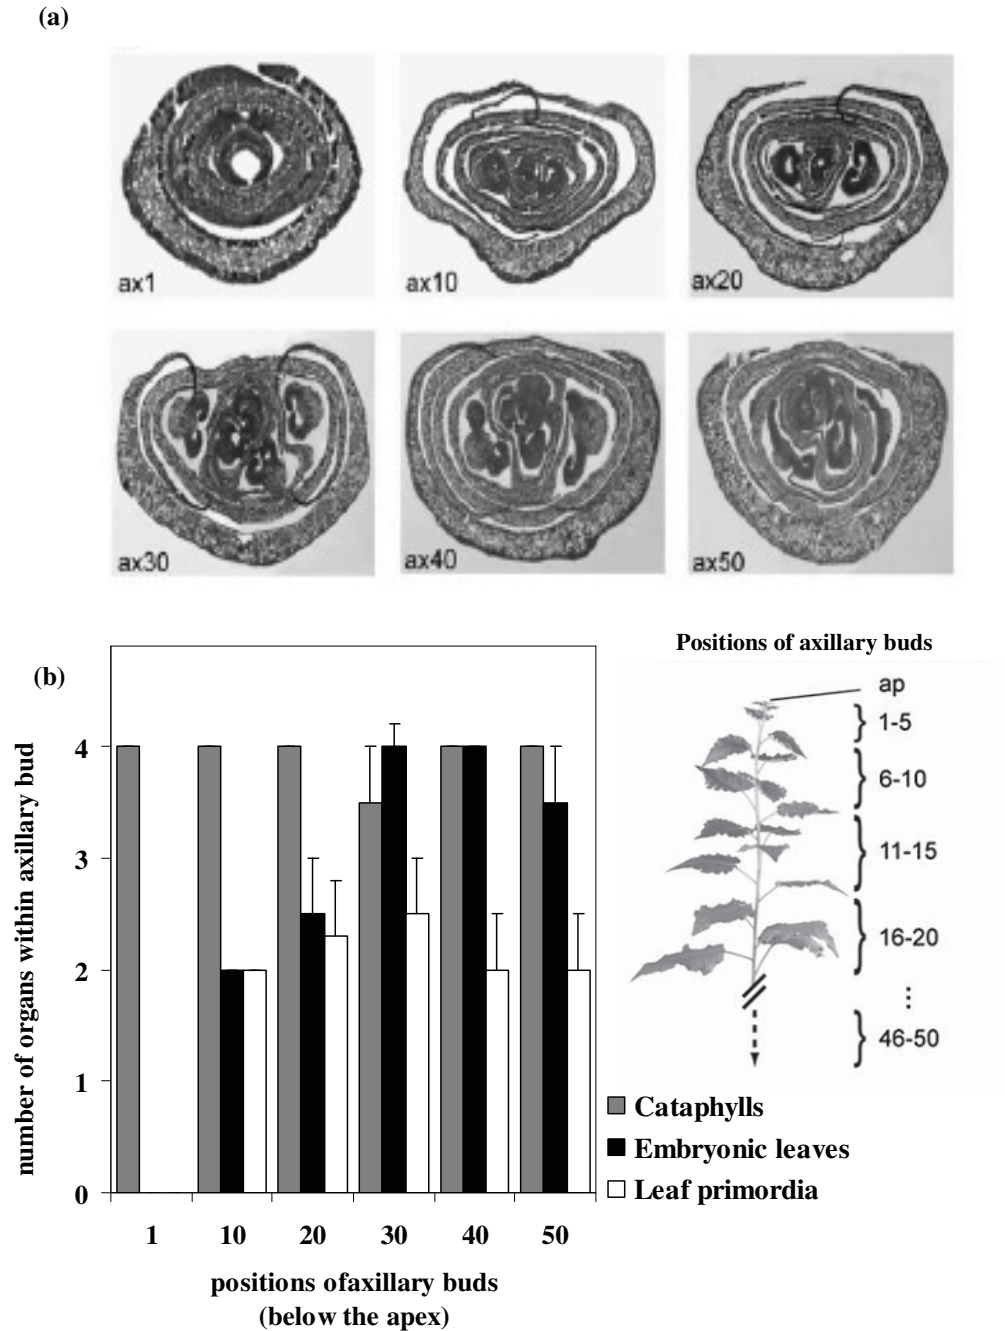 (a)
ax1
ax10
ax20
ax30
ax40
ax50
(b)
number of organs within axillary bud
4
3
2
1
0
1 10 20 30 40 50
positions ofaxillary buds
(below the apex)
Positions of axillary buds
ap
1-5
6-10
11-15
16-20
46-50
Cataphylls
Embryonic leaves
Leaf primordia